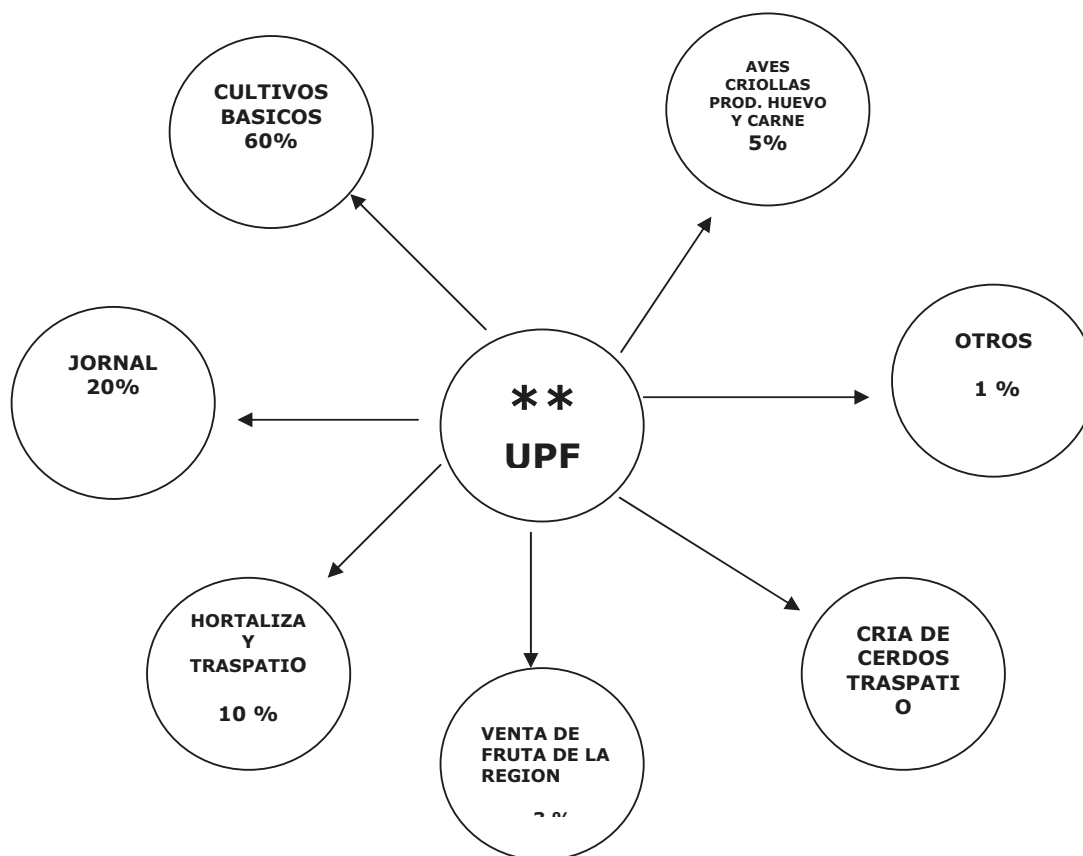 CULTIVOS
BASICOS
60%
AVES
CRIOLLAS
PROD. HUEVO
Y CARNE
5%
JORNAL
20%
OTROS
1 %
**
UPF
HORTALIZA
Y
TRASPATIO
10 %
VENTA DE
FRUTA DE LA
REGION
CRIA DE
CERDOS
TRASPATI
O